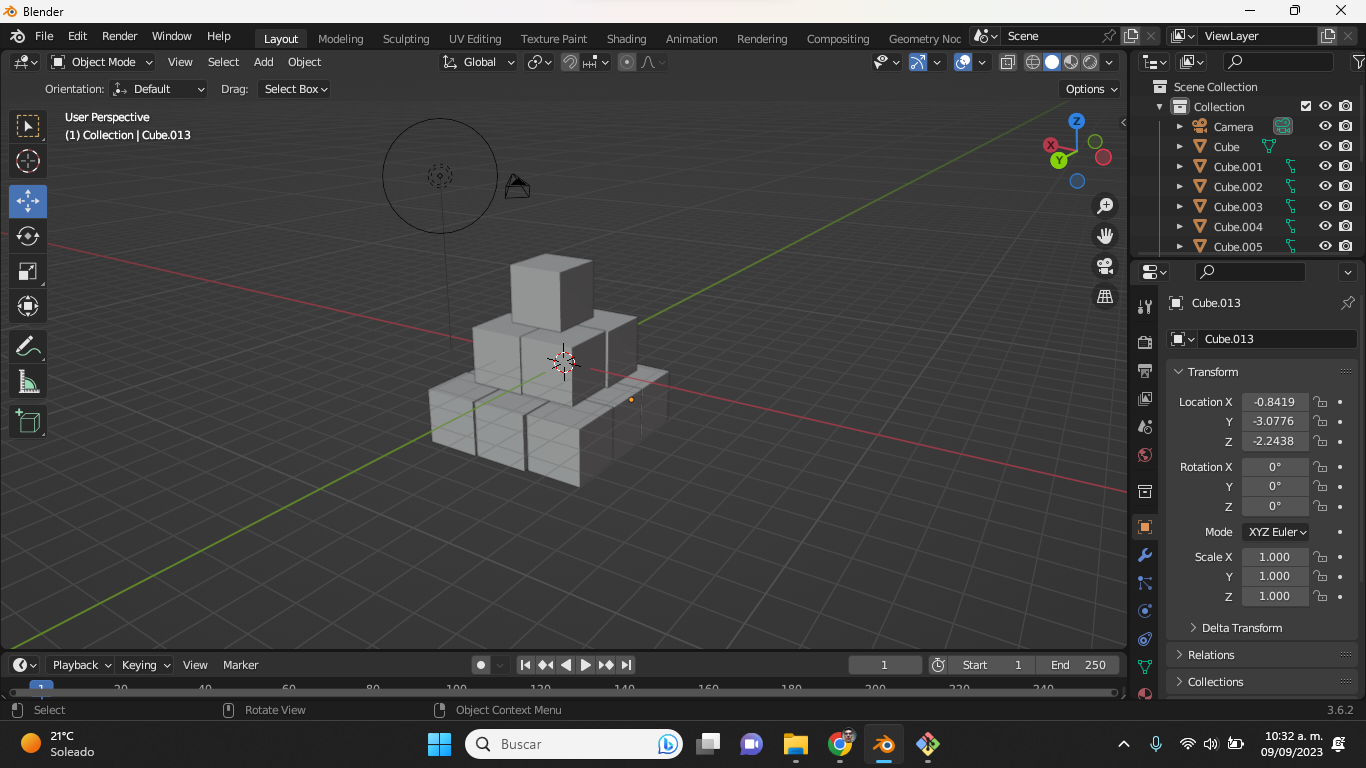 Blender
File Edit Render Window Help Layout Modeling Sculpting UV Editing Texture Paint Shading Animation Rendering Compositing Geometry Noc Scene ViewLayer
Object Mode View Select Add Object Global
Orientation: Default Drag: Select Box Options
User Perspective
(1) Collection | Cube.013
Z
X
Y
Scene Collection
Collection
Camera
Cube
Cube.001
Cube.002
Cube.003
Cube.004
Cube.005
Cube.013
Cube.013
Transform
Location X -0.8419
Y -3.0776
Z -2.2438
Rotation X 0°
Y 0°
Z 0°
Mode XYZ Euler
Scale X 1.000
Y 1.000
Z 1.000
Delta Transform
Relations
Collections
Playback Keying View Marker 1 Start 1 End 250
1 20 40 60 80 100 120 140 160 180 200 220 240
Select Rotate View Object Context Menu 3.6.2
21°C
Soleado
Buscar
10:32 a. m.
09/09/2023